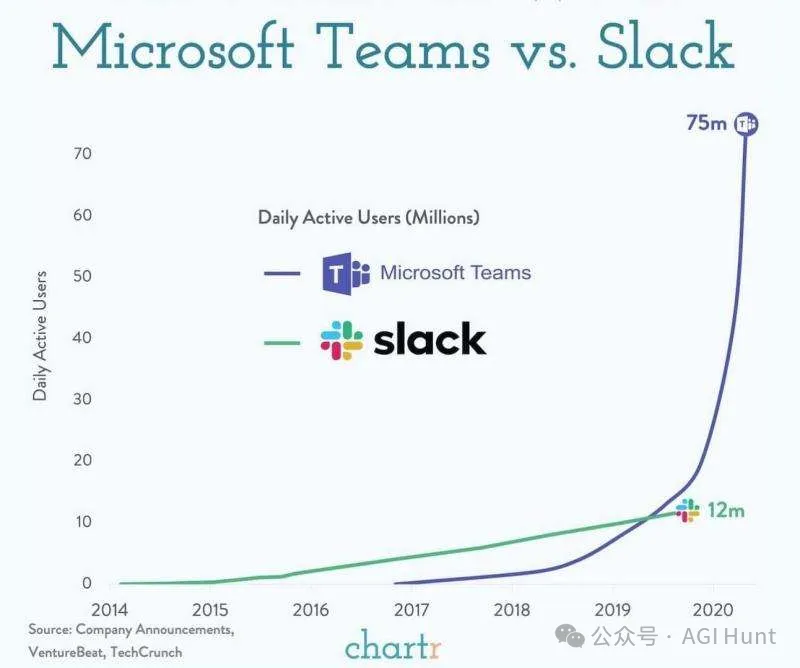 Microsoft Teams vs. Slack
75m
70
60
50
40
30
20
10
0
Daily Active Users
Daily Active Users (Millions)
T Microsoft Teams
slack
12m
2014 2015 2016 2017 2018 2019 2020
Source: Company Announcements,
VentureBeat, TechCrunch
chartr
公众号 · AGI Hunt